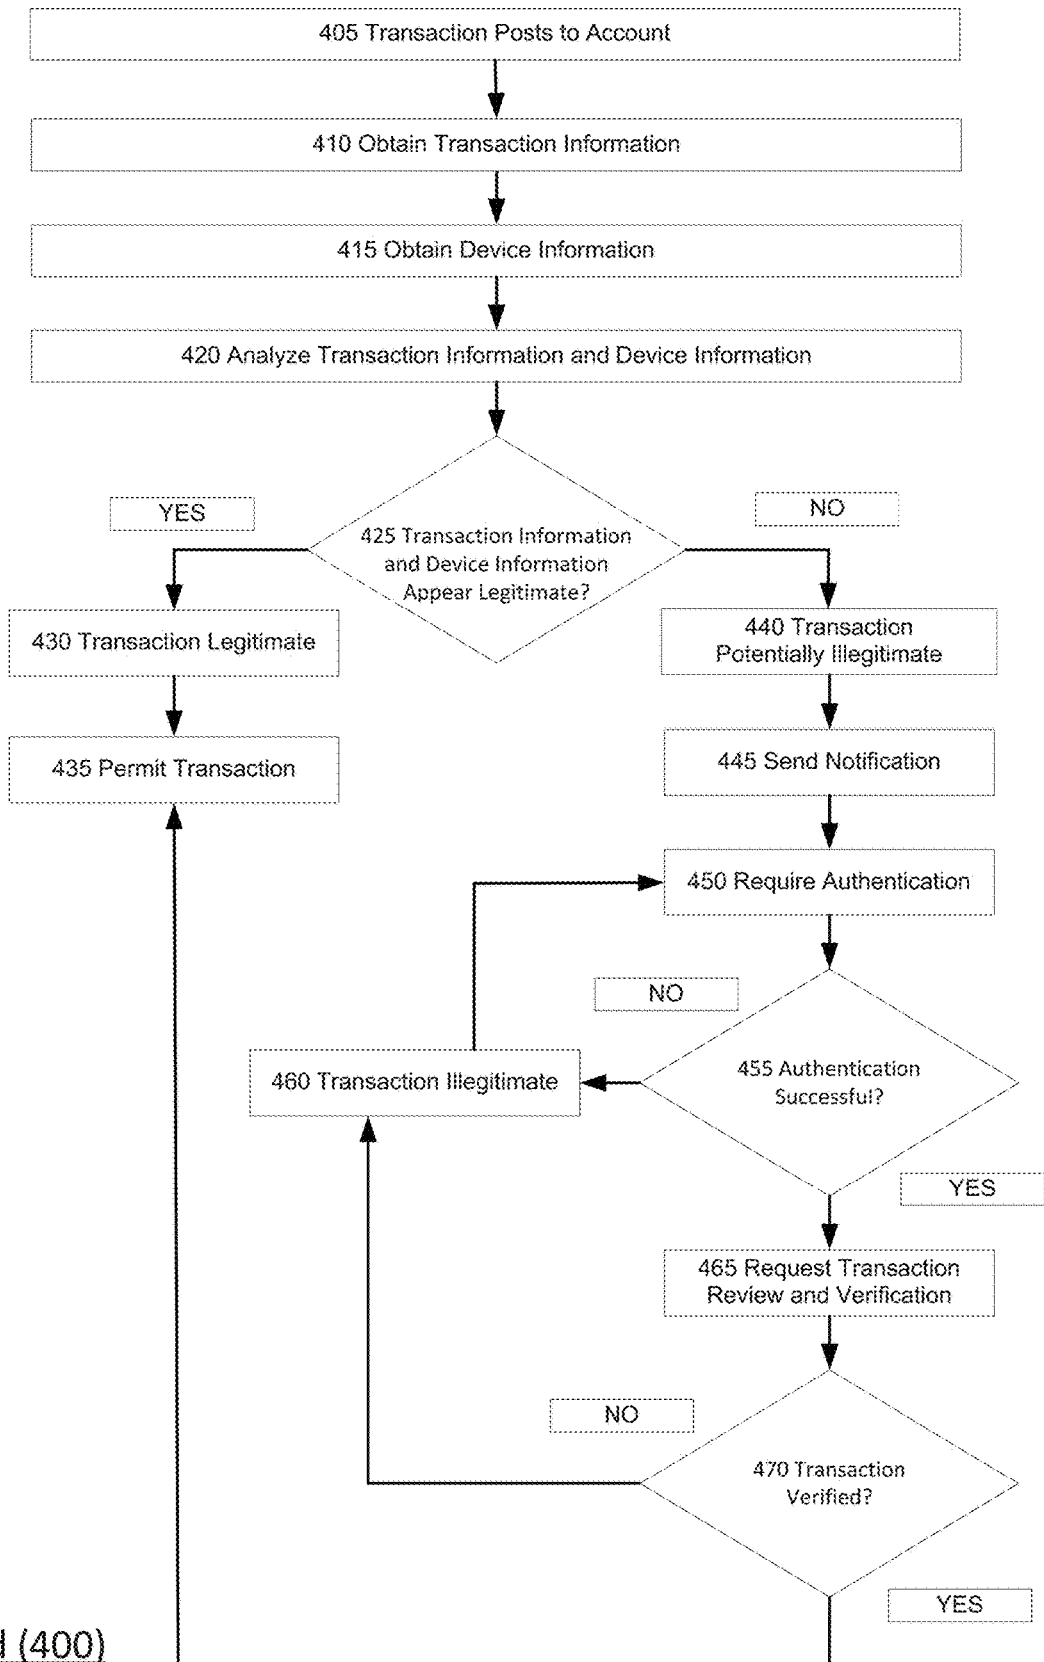 405 Transaction Posts to Account
410 Obtain Transaction Information
415 Obtain Device Information
420 Analyze Transaction Information and Device Information
YES
NO
425 Transaction Information
and Device Information
Appear Legitimate?
430 Transaction Legitimate
440 Transaction
Potentially Illegitimate
435 Permit Transaction
445 Send Notification
450 Require Authentication
NO
455 Authentication
Successful?
460 Transaction Illegitimate
YES
465 Request Transaction
Review and Verification
NO
470 Transaction
Verified?
YES
(400)